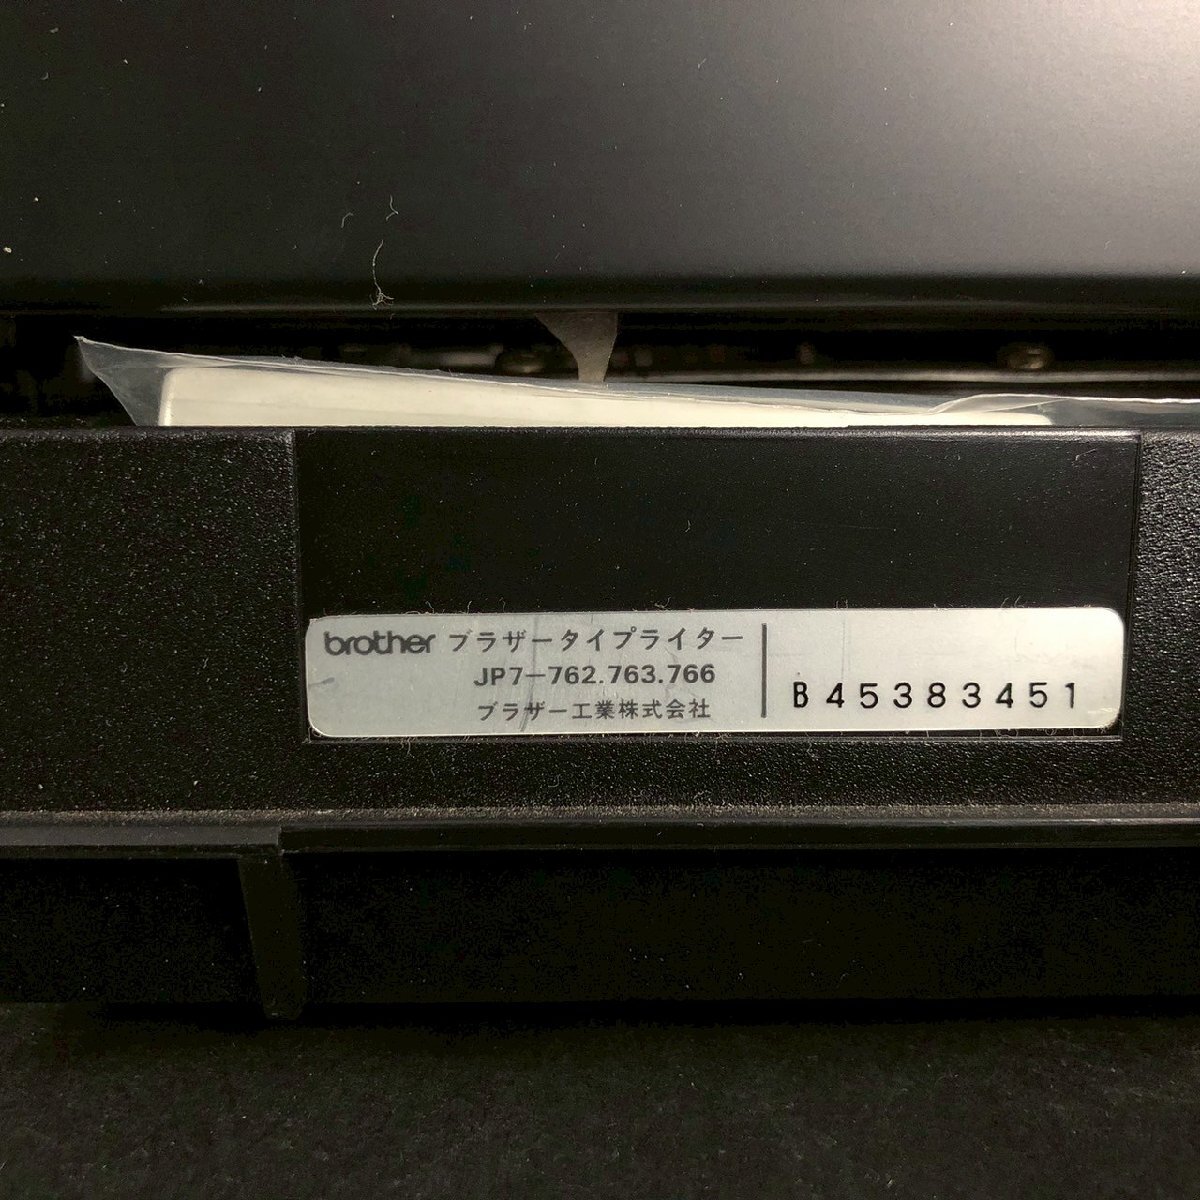 brother ブラザータイプライター
JP7-762.763.766
ブラザー工業株式会社
B45383451